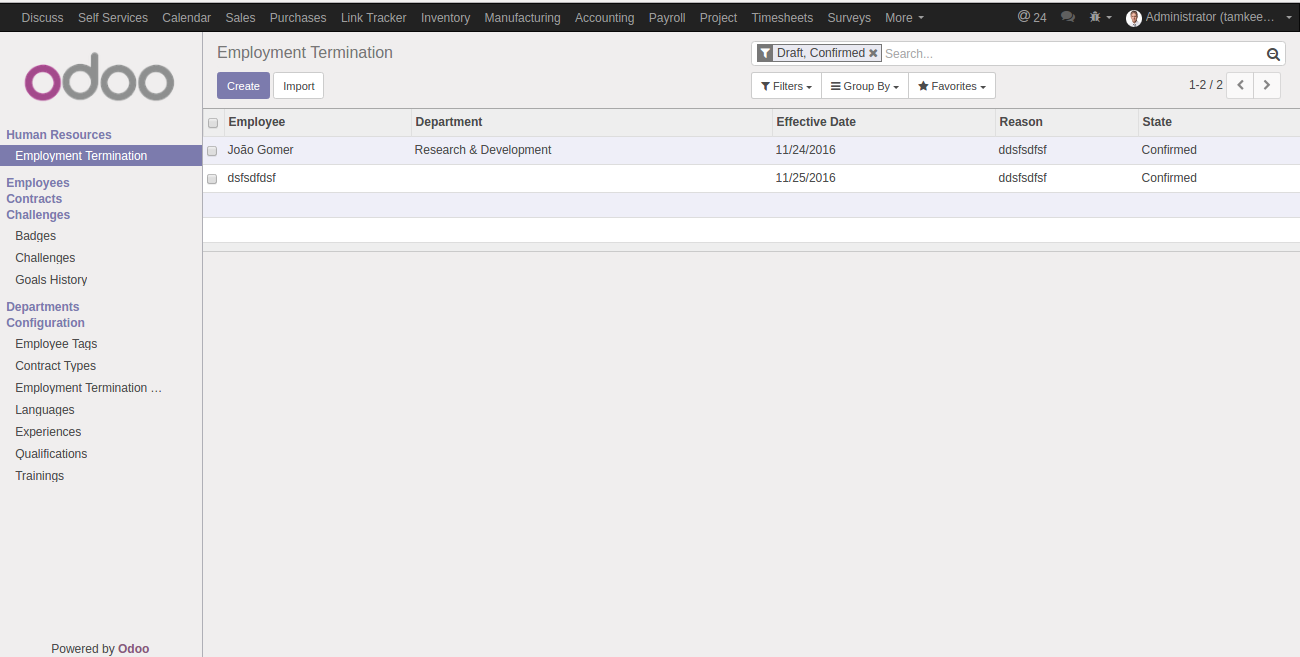 Discuss Self Services Calendar Sales Purchases Link Tracker Inventory Manufacturing Accounting Payroll Project Timesheets Surveys More @ 24 Administrator (tamkee...
odoo
Human Resources
Employment Termination
Employees
Contracts
Challenges
Badges
Challenges
Goals History
Departments
Configuration
Employee Tags
Contract Types
Employment Termination ...
Languages
Experiences
Qualifications
Trainings
Powered by Odoo
Employment Termination
Draft, Confirmed Search...
Create Import
Filters Group By Favorites 1-2 / 2
Employee Department Effective Date Reason State
João Gomer Research & Development 11/24/2016 ddsfsdfsf Confirmed
dsfsdfdsf 11/25/2016 ddsfsdfsf Confirmed